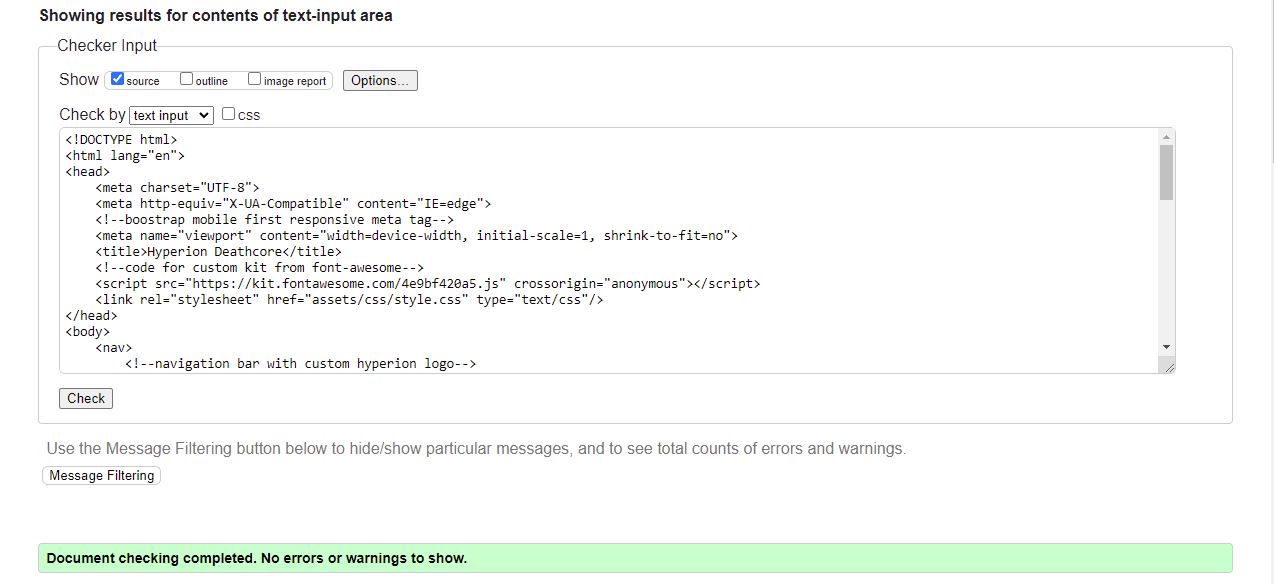 Showing results for contents of text-input area
Checker Input
Show source outline image report Options...
Check by text input css
<!DOCTYPE html>
<html lang="en">
<head>
    <meta charset="UTF-8">
    <meta http-equiv="X-UA-Compatible" content="IE=edge">
    <!--boostrap mobile first responsive meta tag-->
    <meta name="viewport" content="width=device-width, initial-scale=1, shrink-to-fit=no">
    <title>Hyperion Deathcore</title>
    <!--code for custom kit from font-awesome-->
    <script src="https://kit.fontawesome.com/4e9bf420a5.js" crossorigin="anonymous"></script>
    <link rel="stylesheet" href="assets/css/style.css" type="text/css"/>
</head>
<body>
    <nav>
        <!--navigation bar with custom hyperion logo-->
Check
Use the Message Filtering button below to hide/show particular messages, and to see total counts of errors and warnings.
Message Filtering
Document checking completed. No errors or warnings to show.